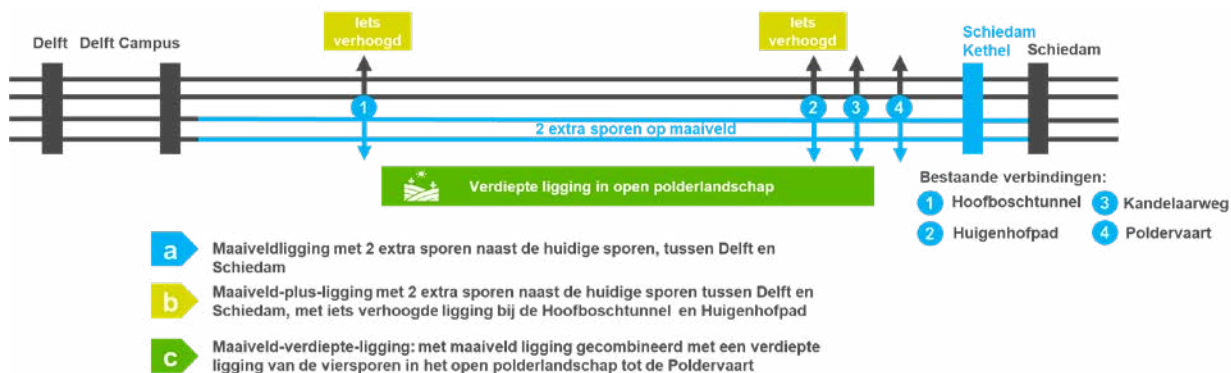 Iets
verhoogd
Iets
verhoogd
Delft
Delft Campus
Schiedam
Kethel
Schiedam
1
2
3
4
2 extra sporen op maaiveld
Verdiepte ligging in open polderlandschap
Bestaande verbindingen:
1 Hoofboschtunnel
3 Kandelaarweg
2 Huigenhofpad
4 Poldervaart
a Maaiveldligging met 2 extra sporen naast de huidige sporen, tussen Delft en
Schiedam
b Maaiveld-plus-ligging met 2 extra sporen naast de huidige sporen tussen Delft en
Schiedam, met iets verhoogde ligging bij de Hoofboschtunnel en Huigenhofpad
c Maaiveld-verdiepte-ligging: met maaiveld ligging gecombineerd met een verdiepte
ligging van de viersporen in het open polderlandschap tot de Poldervaart